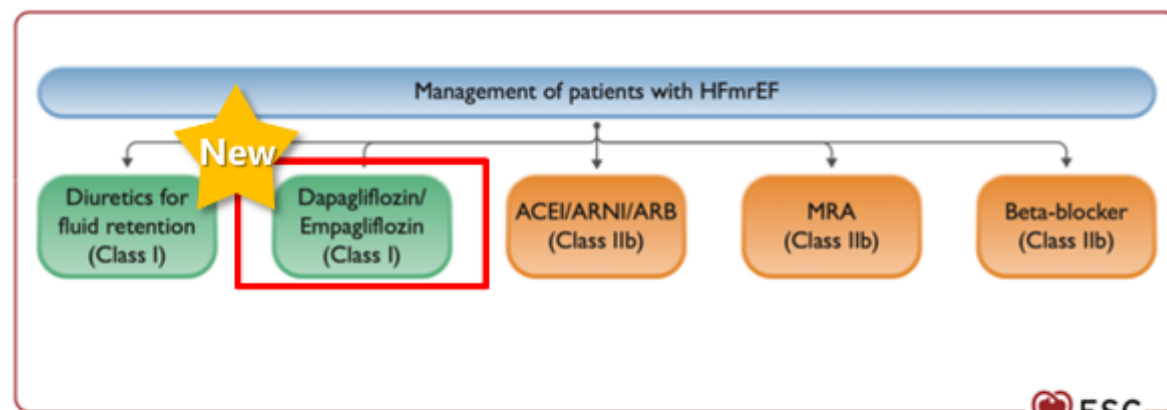 Management of patients with HFmrEF
New
Diuretics for
fluid retention
(Class I)
Dapagliflozin/
Empagliflozin
(Class I)
ACEI/ARNI/ARB
(Class IIb)
MRA
(Class IIb)
Beta-blocker
(Class IIb)
ESC